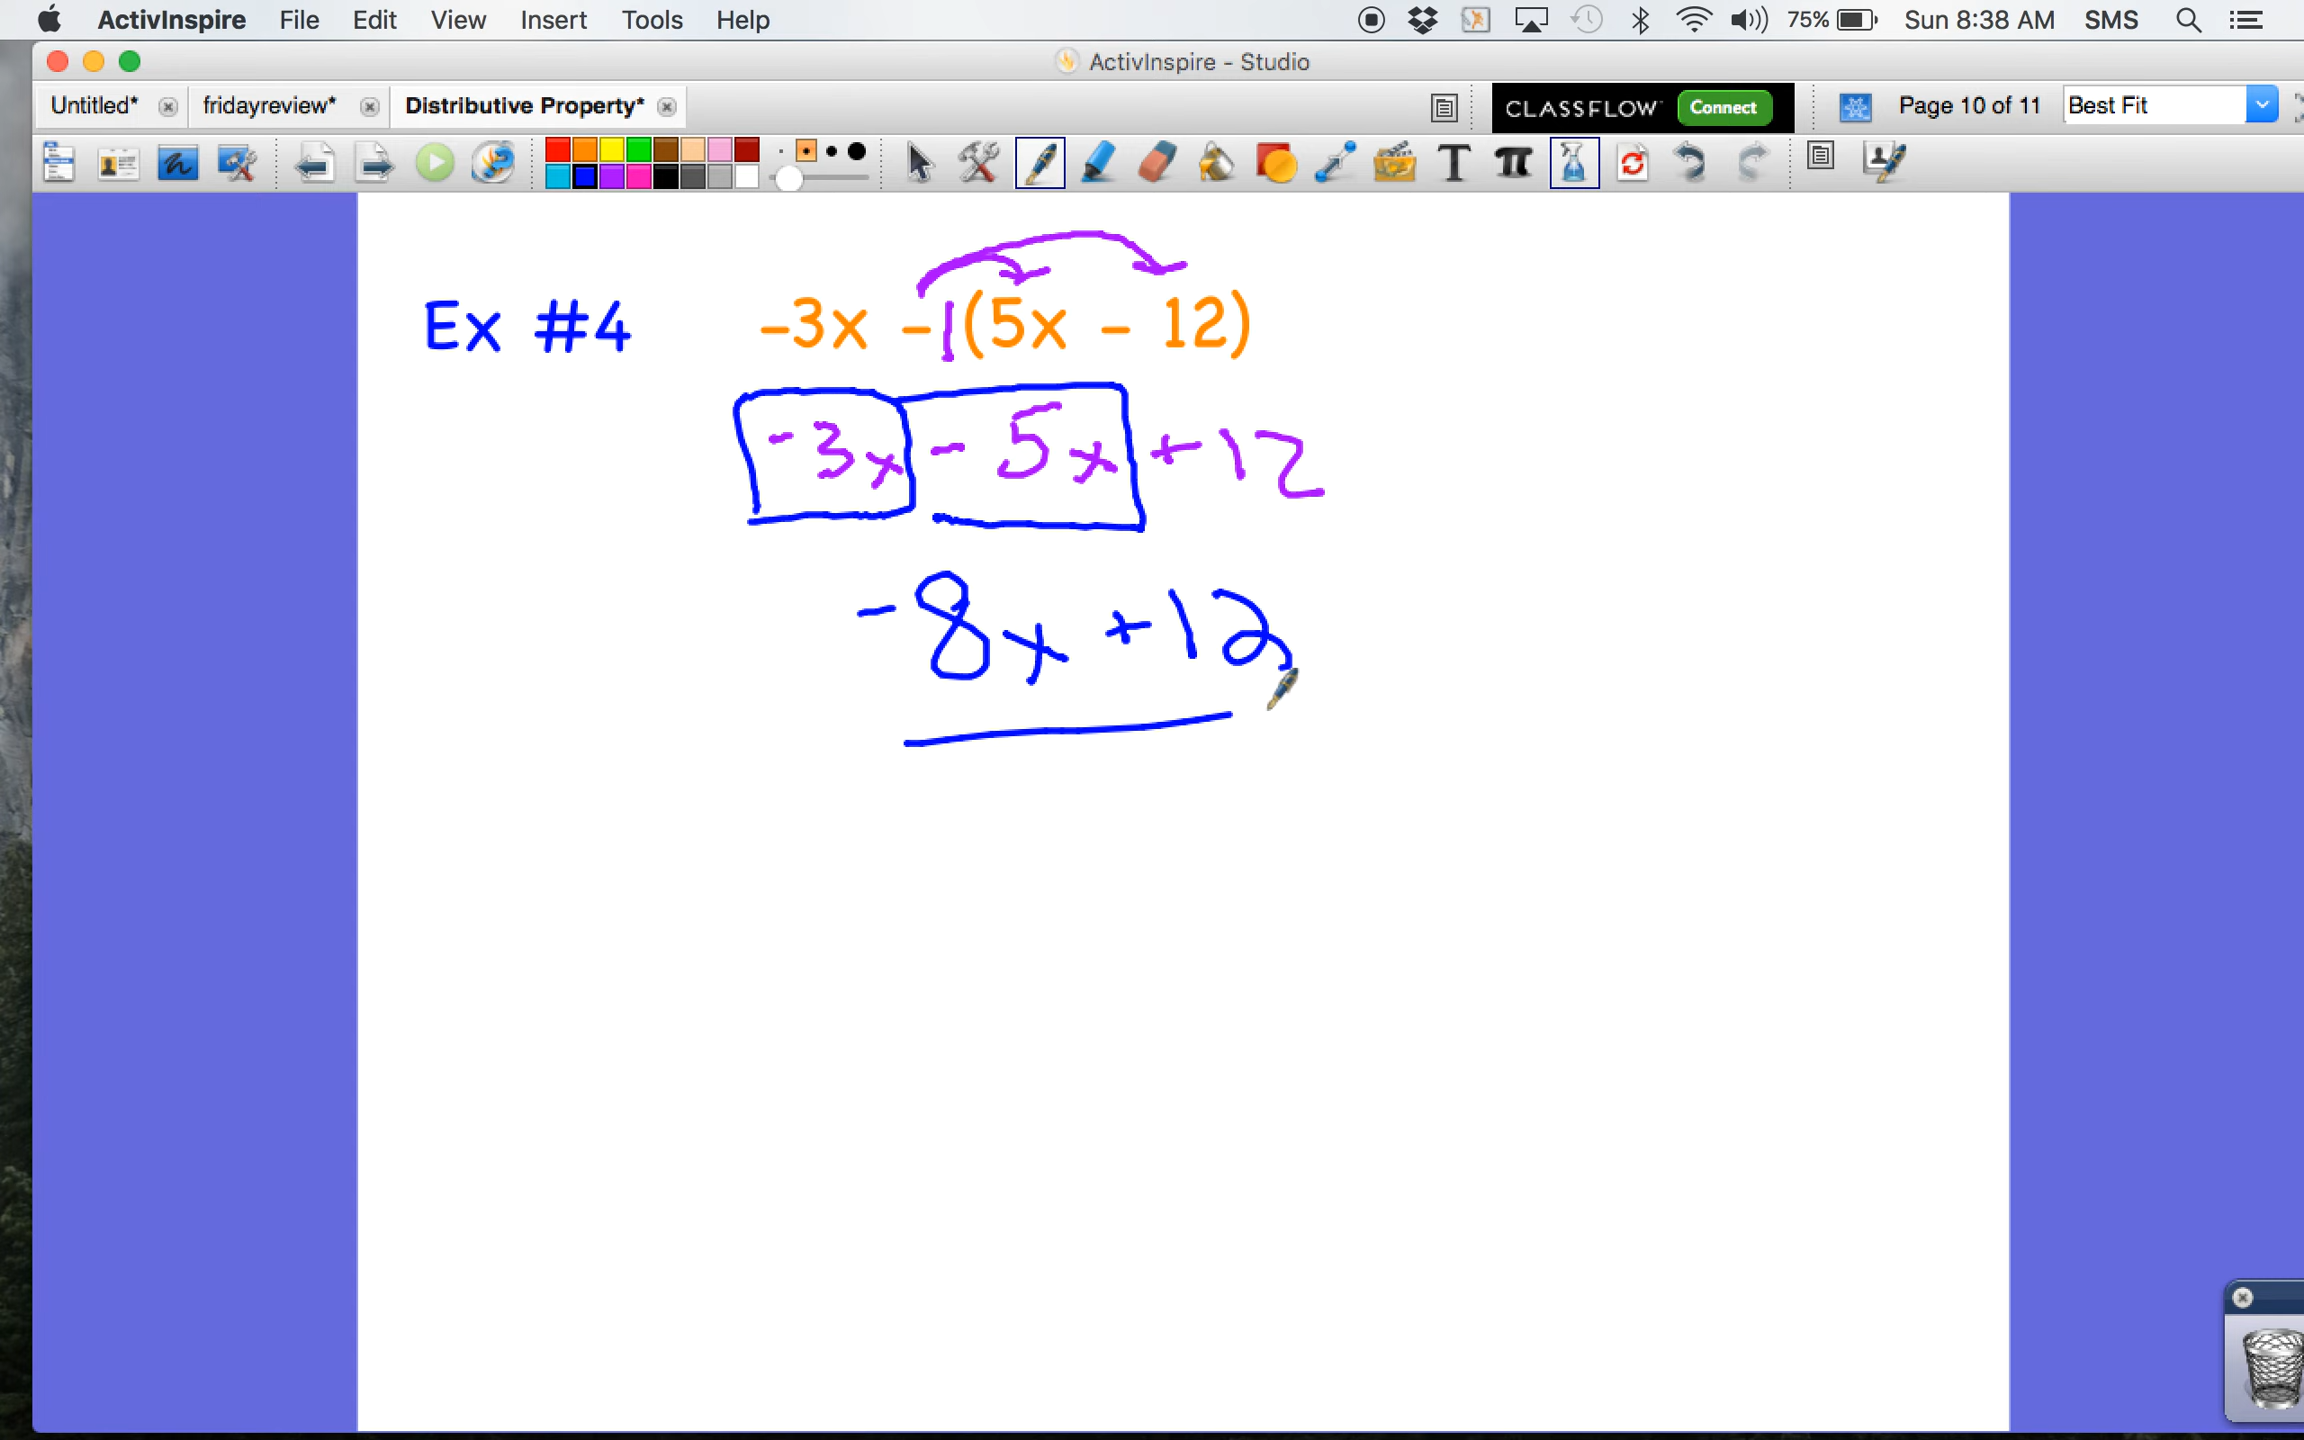 ActivInspire File Edit View Insert Tools Help 75% Sun 8:38 AM SMS
ActivInspire - Studio
Untitled* fridayreview* Distributive Property* CLASSFLOW Connect Page 10 of 11 Best Fit
T π
Ex #4 -3x -1(5x - 12)
-3x - 5x +12
-8x +12